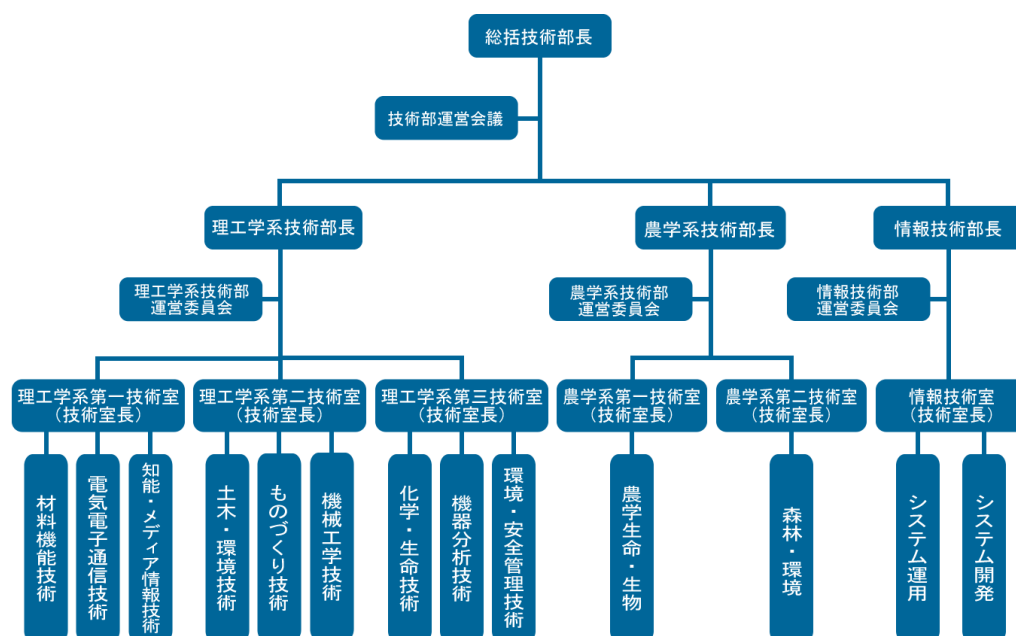 総括技術部長
技術部運営会議
理工学系技術部長
農学系技術部長
情報技術部長
理工学系技術部
運営委員会
農学系技術部
運営委員会
情報技術部
運営委員会
理工学系第一技術室
(技術室長)
理工学系第二技術室
(技術室長)
理工学系第三技術室
(技術室長)
農学系第一技術室
(技術室長)
農学系第二技術室
(技術室長)
情報技術室
(技術室長)
材料機能技術
電気電子通信技術
知能・メディア情報技術
土木・環境技術
ものづくり技術
機械工学技術
化学・生命技術
機器分析技術
環境・安全管理技術
農学生命・生物
森林・環境
システム運用
システム開発